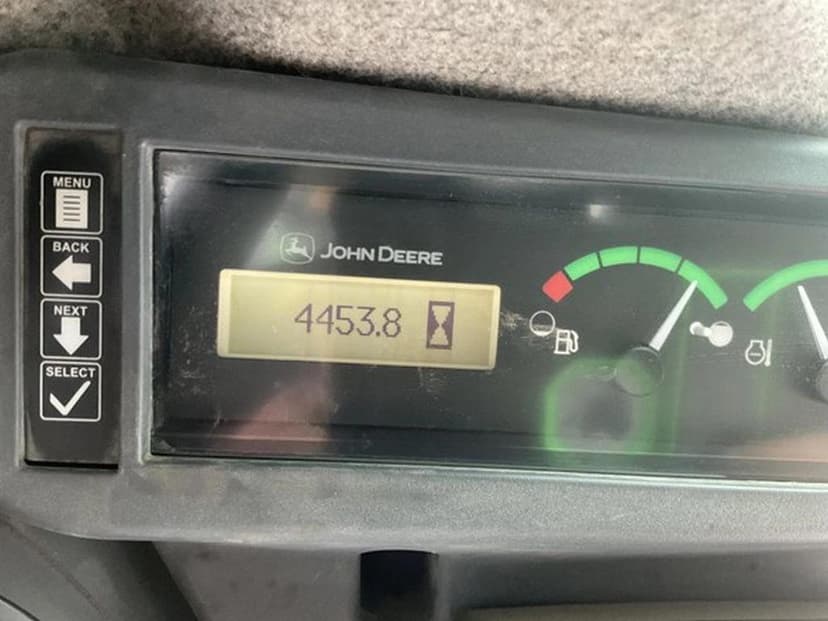 MENU
BACK
NEXT
SELECT
JOHN DEERE
4453.8